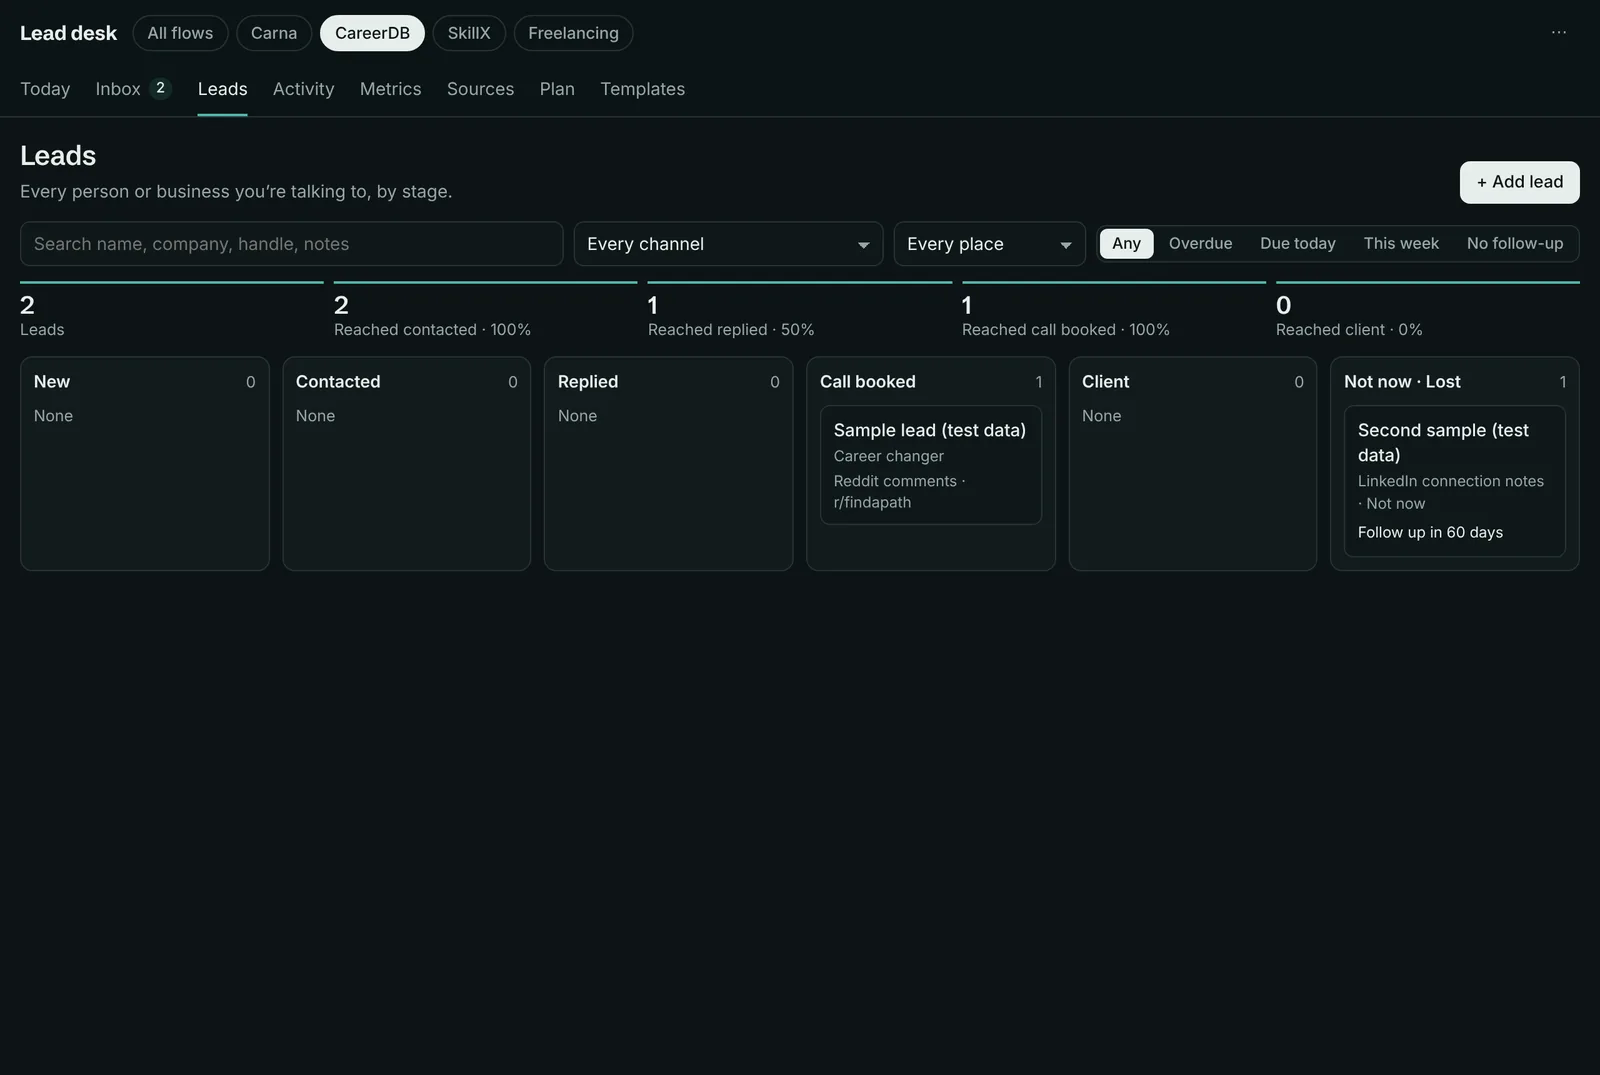 Lead desk
All flows
Carna
CareerDB
SkillX
Freelancing
...
Today
Inbox 2
Leads
Activity
Metrics
Sources
Plan
Templates
Leads
Every person or business you’re talking to, by stage.
+ Add lead
Search name, company, handle, notes
Every channel
Every place
Any
Overdue
Due today
This week
No follow-up
2
Leads
2
Reached contacted · 100%
1
Reached replied · 50%
1
Reached call booked · 100%
0
Reached client · 0%
New 0
None
Contacted 0
None
Replied 0
None
Call booked 1
Sample lead (test data)
Career changer
Reddit comments ·
r/findapath
Client 0
None
Not now · Lost 1
Second sample (test
data)
LinkedIn connection notes
· Not now
Follow up in 60 days